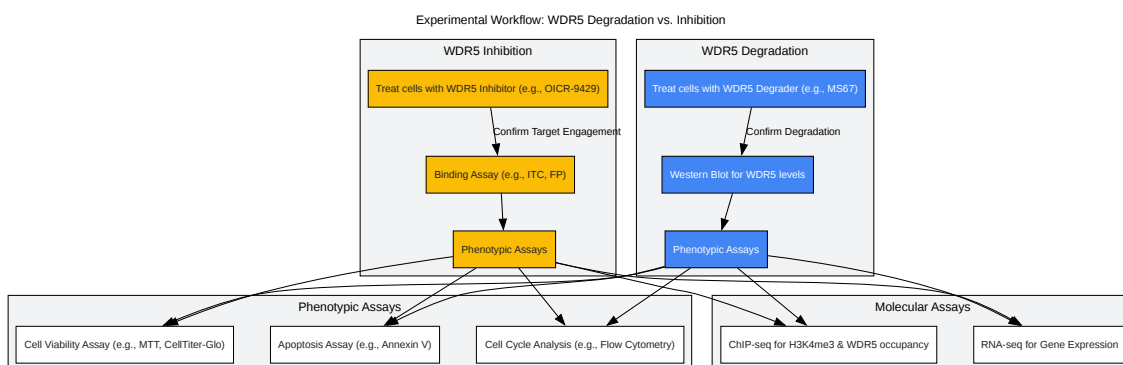 Experimental Workflow: WDR5 Degradation vs. Inhibition
WDR5 Inhibition
WDR5 Degradation
Treat cells with WDR5 Inhibitor (e.g., OICR-9429)
Treat cells with WDR5 Degrader (e.g., MS67)
Confirm Target Engagement
Confirm Degradation
Binding Assay (e.g., ITC, FP)
Western Blot for WDR5 levels
Phenotypic Assays
Phenotypic Assays
Phenotypic Assays
Molecular Assays
Cell Viability Assay (e.g., MTT, CellTiter-Glo)
Apoptosis Assay (e.g., Annexin V)
Cell Cycle Analysis (e.g., Flow Cytometry)
ChIP-seq for H3K4me3 & WDR5 occupancy
RNA-seq for Gene Expression